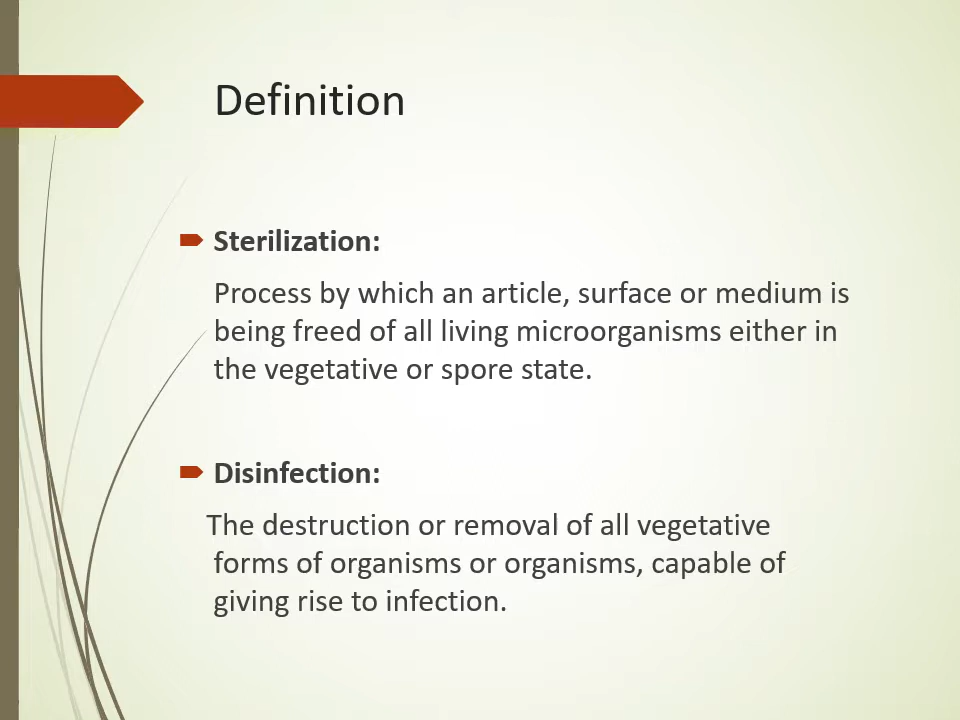 Definition
Sterilization:
Process by which an article, surface or medium is
being freed of all living microorganisms either in
the vegetative or spore state.
Disinfection:
The destruction or removal of all vegetative
forms of organisms or organisms, capable of
giving rise to infection.